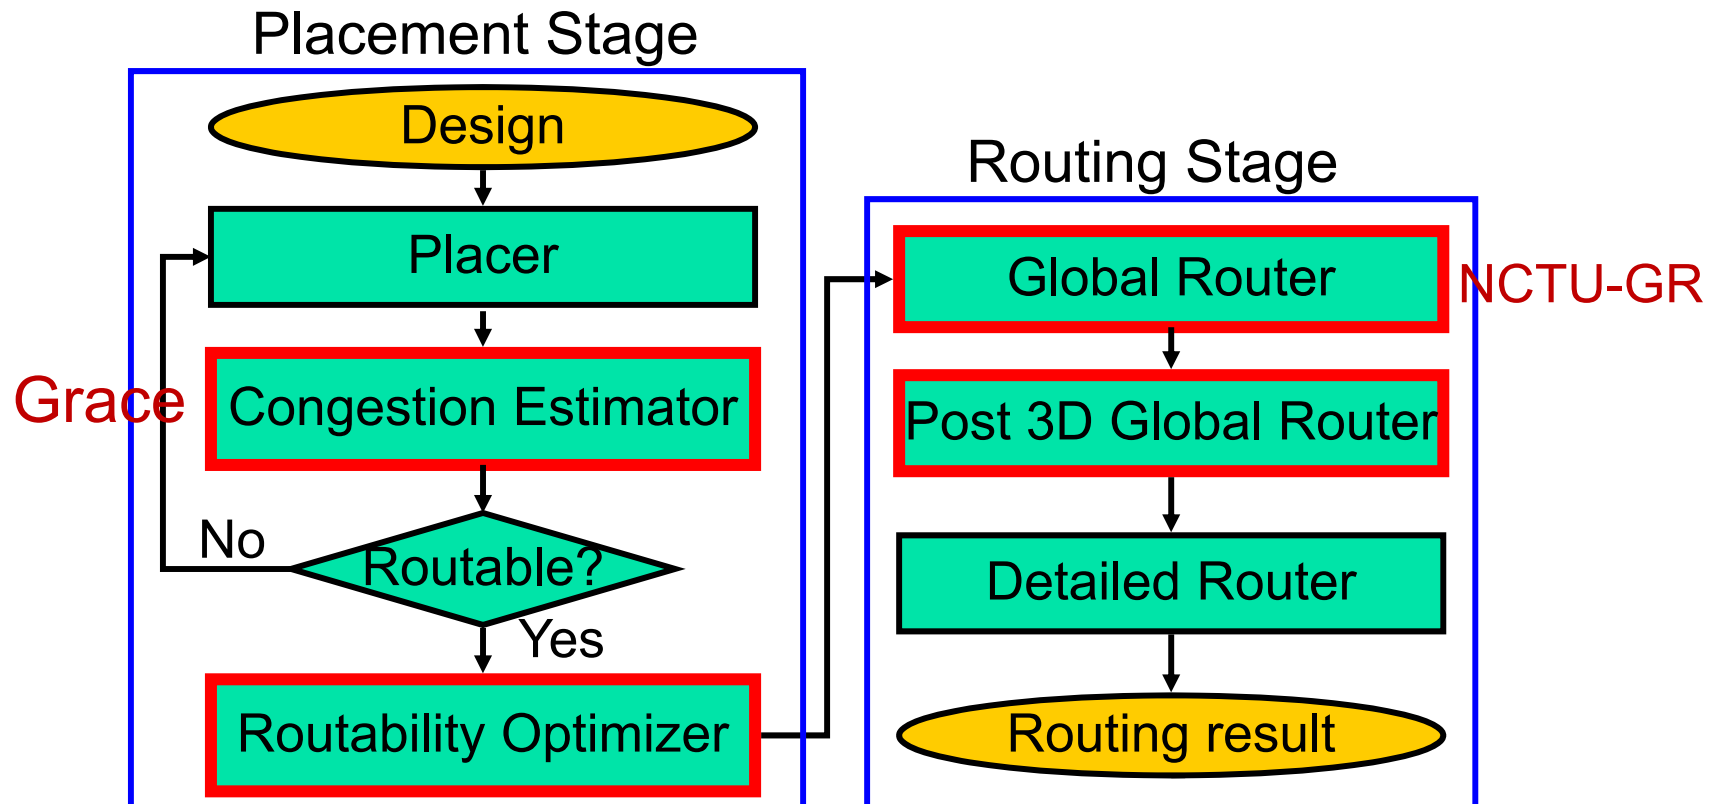 Placement Stage
Design
Placer
Grace
Congestion Estimator
No
Routable?
Yes
Routability Optimizer
Routing Stage
Global Router
NCTU-GR
Post 3D Global Router
Detailed Router
Routing result